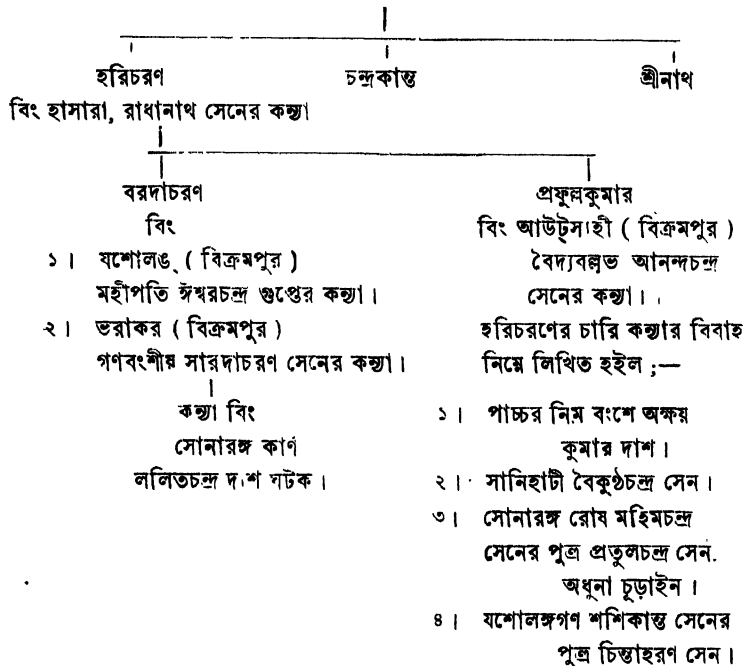 হরিচরণ চন্দ্রকান্ত শ্রীনাথ
বিং হাসারা, রাধানাথ সেনের কন্যা
বরদাচরণ
বিং
১। যশোলঙ্ ( বিক্রমপুর )
মহীপতি ঈশ্বরচন্দ্র গুপ্তের কন্যা।
২। ভরাকর ( বিক্রমপুর )
গণবংশীয় সারদাচরণ সেনের কন্যা।
কন্যা বিং
সোনারঙ্গ কার্ণ
ললিতচন্দ্র দাশ ঘটক।
প্রফুল্লকুমার
বিং আউট্সাহী ( বিক্রমপুর )
বৈদ্যবল্লভ আনন্দচন্দ্র
সেনের কন্যা।
হরিচরণের চারি কন্যার বিবাহ
নিম্নে লিখিত হইল ;—
১। পাচ্চর নিম বংশে অক্ষয়
কুমার দাশ।
২। সানিহাটী বৈকুণ্ঠচন্দ্র সেন।
৩। সোনারঙ্গ রোষ মহিমচন্দ্র
সেনের পুত্র প্রতুলচন্দ্র সেন.
অধুনা চূড়াইন।
৪। যশোলঙ্গগণ শশিকান্ত সেনের
পুত্র চিন্তাহরণ সেন।